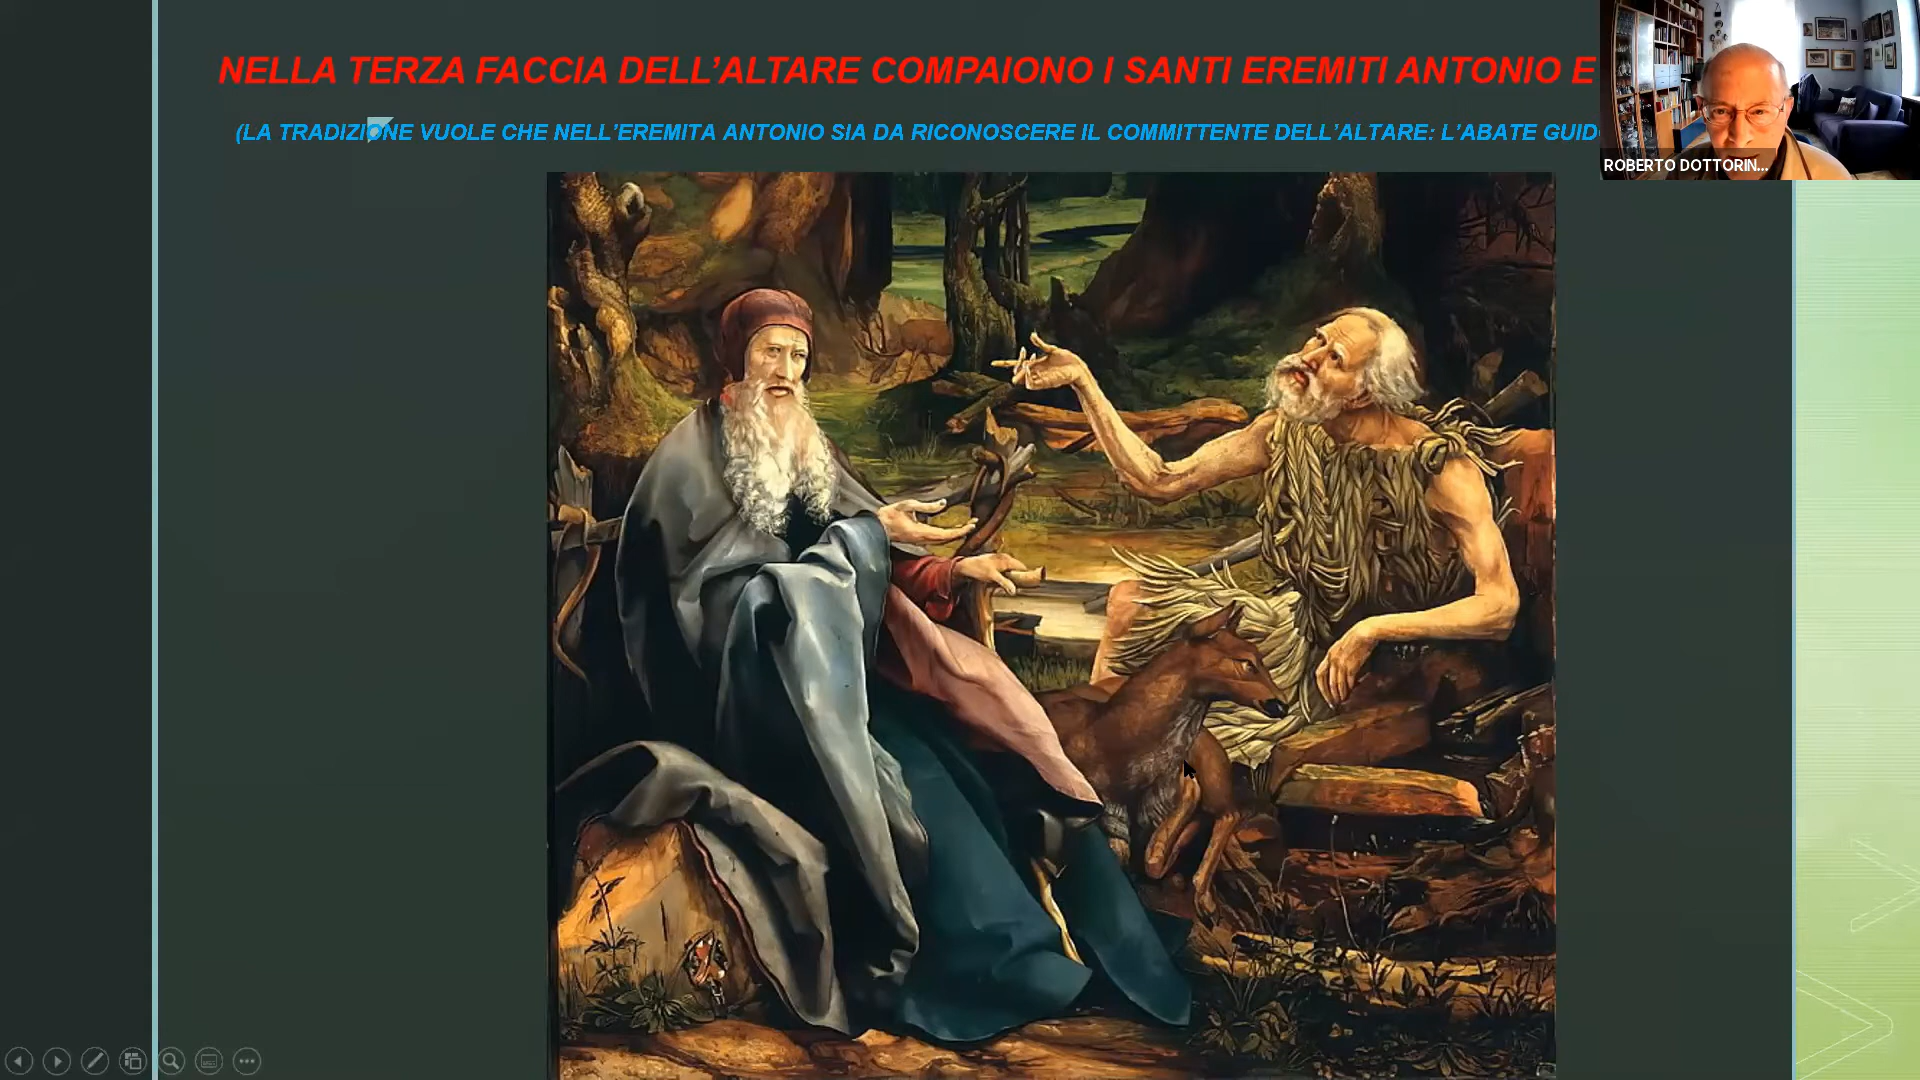 NELLA TERZA FACCIA DELL’ALTARE COMPAIONO I SANTI EREMITI ANTONIO E
(LA TRADIZIONE VUOLE CHE NELL’EREMITA ANTONIO SIA DA RICONOSCERE IL COMMITTENTE DELL’ALTARE: L’ABATE
ROBERTO DOTTORIN...